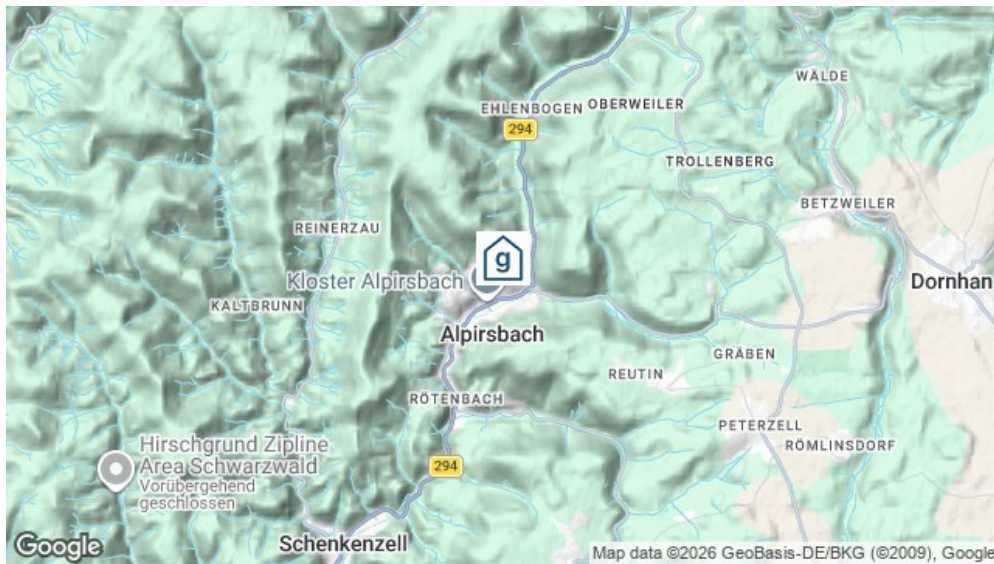 WÄLDE
EHLENBOGEN
OBERWEILER
294
TROLLENBERG
BETZWEILER
REINERZAU
g
Kloster Alpirsbach
Dornhan
KALTBRUNN
Alpirsbach
GRÄBEN
REUTIN
RÖTENBACH
PETERZELL
RÖMLINSDORF
Hirschgrund Zipline
Area Schwarzwald
Vorübergehend
geschlossen
294
Schenkenzell
Google
Map data ©2026 GeoBasis-DE/BKG (©2009), Google